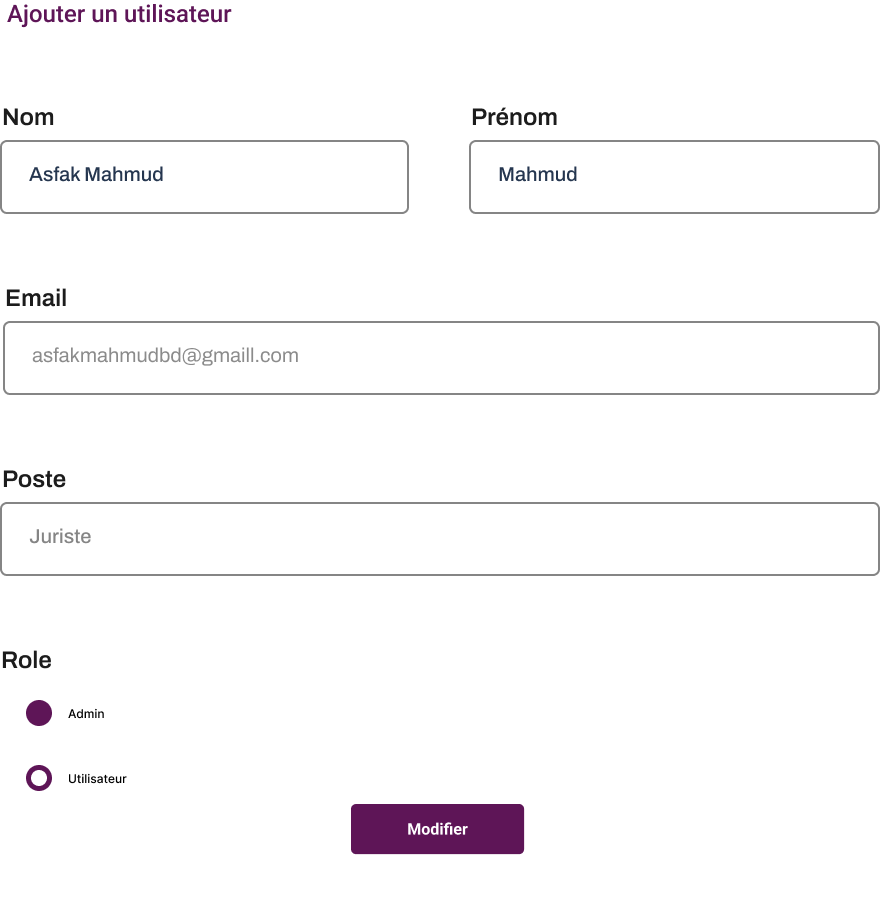 Ajouter un utilisateur
Nom
Prénom
Asfak Mahmud
Mahmud
Email
asfakmahmudbd@gmaill.com
Poste
Juriste
Role
Admin
Utilisateur
Modifier